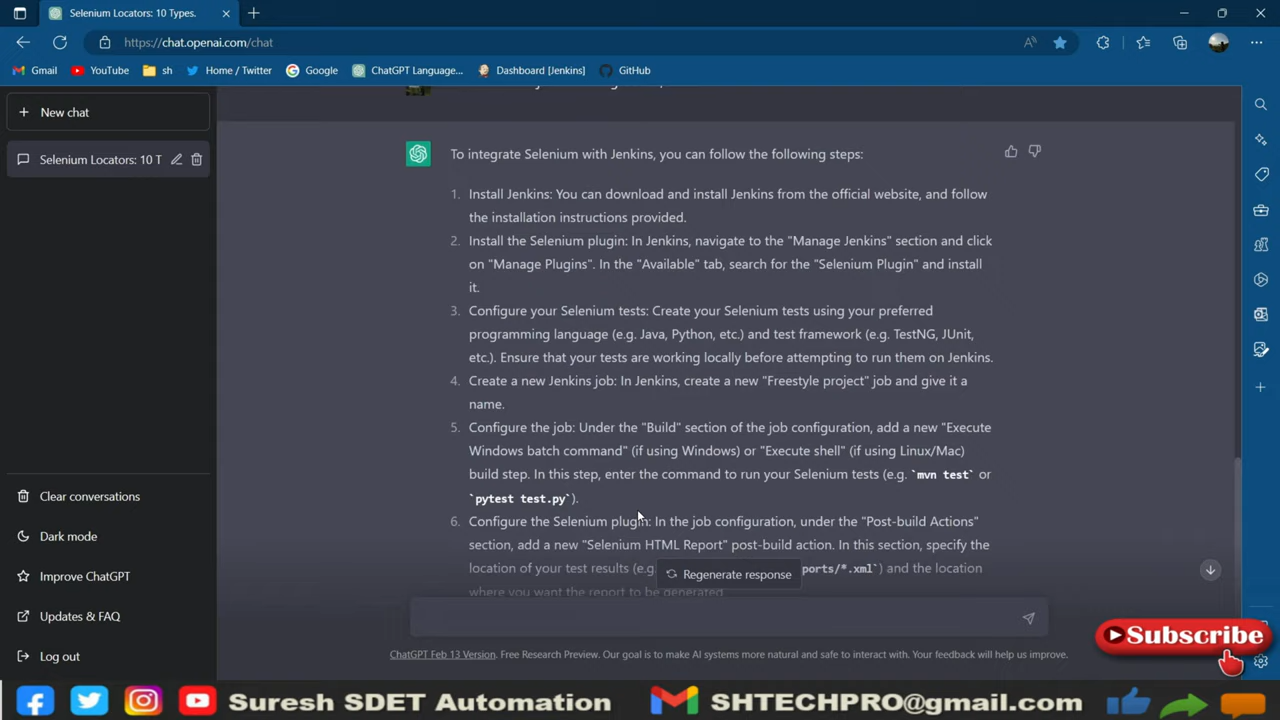 Selenium Locators: 10 Types.
https://chat.openai.com/chat
Gmail
YouTube
sh
Home / Twitter
Google
ChatGPT Language...
Dashboard [Jenkins]
GitHub
New chat
Selenium Locators: 10 T
To integrate Selenium with Jenkins, you can follow the following steps:
1. Install Jenkins: You can download and install Jenkins from the official website, and follow
the installation instructions provided.
2. Install the Selenium plugin: In Jenkins, navigate to the "Manage Jenkins" section and click
on "Manage Plugins". In the "Available" tab, search for the "Selenium Plugin" and install
it.
3. Configure your Selenium tests: Create your Selenium tests using your preferred
programming language (e.g. Java, Python, etc.) and test framework (e.g. TestNG, JUnit,
etc.). Ensure that your tests are working locally before attempting to run them on Jenkins.
4. Create a new Jenkins job: In Jenkins, create a new "Freestyle project" job and give it a
name.
5. Configure the job: Under the "Build" section of the job configuration, add a new "Execute
Windows batch command" (if using Windows) or "Execute shell" (if using Linux/Mac)
build step. In this step, enter the command to run your Selenium tests (e.g. `mvn test` or
`pytest test.py`).
6. Configure the Selenium plugin: In the job configuration, under the "Post-build Actions"
section, add a new "Selenium HTML Report" post-build action. In this section, specify the
location of your test results (e.g. ports/*.xml`) and the location
where you want the report to be generated
Regenerate response
Clear conversations
Dark mode
Improve ChatGPT
Updates & FAQ
Log out
ChatGPT Feb 13 Version. Free Research Preview. Our goal is to make AI systems more natural and safe to interact with. Your feedback will help us improve.
Subscribe
Suresh SDET Automation
SHTECHPRO@gmail.com